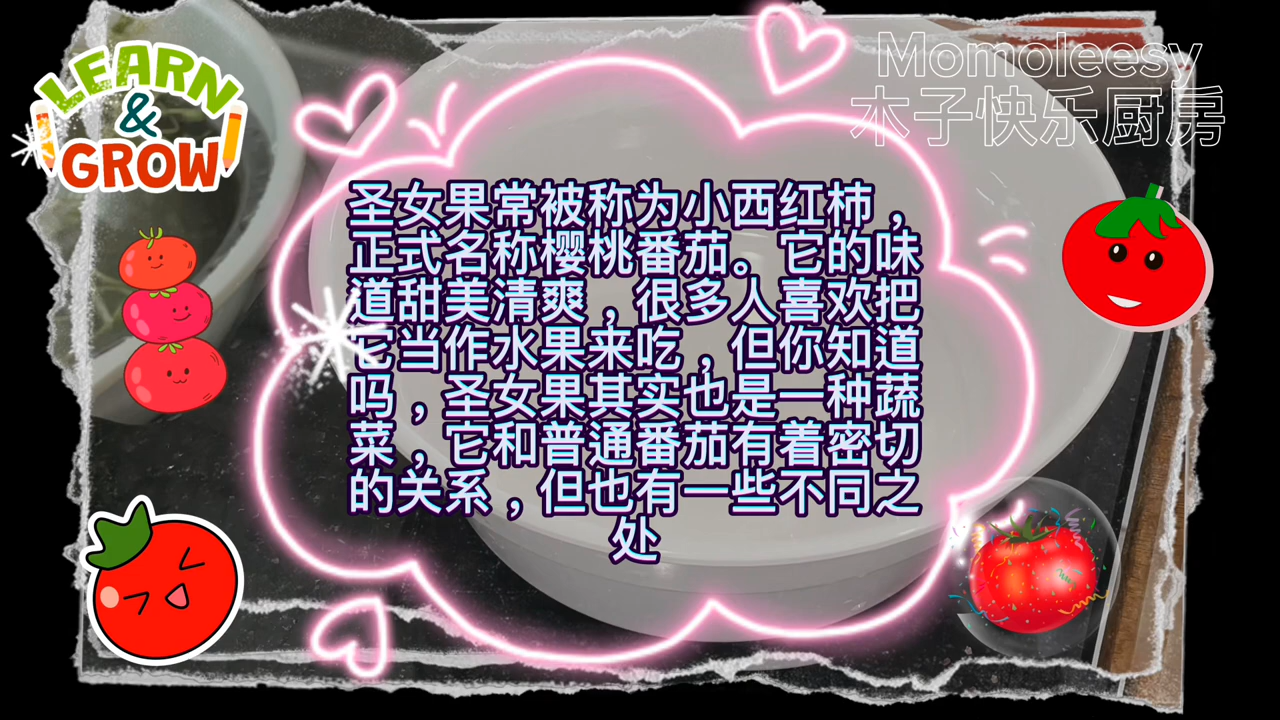 LEARN
&
GROW
Momoleesy
木子快乐厨房
圣女果常被称为小西红柿，
正式名称樱桃番茄。它的味
道甜美清爽，很多人喜欢把
它当作水果来吃，但你知道
吗，圣女果其实也是一种蔬
菜，它和普通番茄有着密切
的关系，但也有一些不同之
处